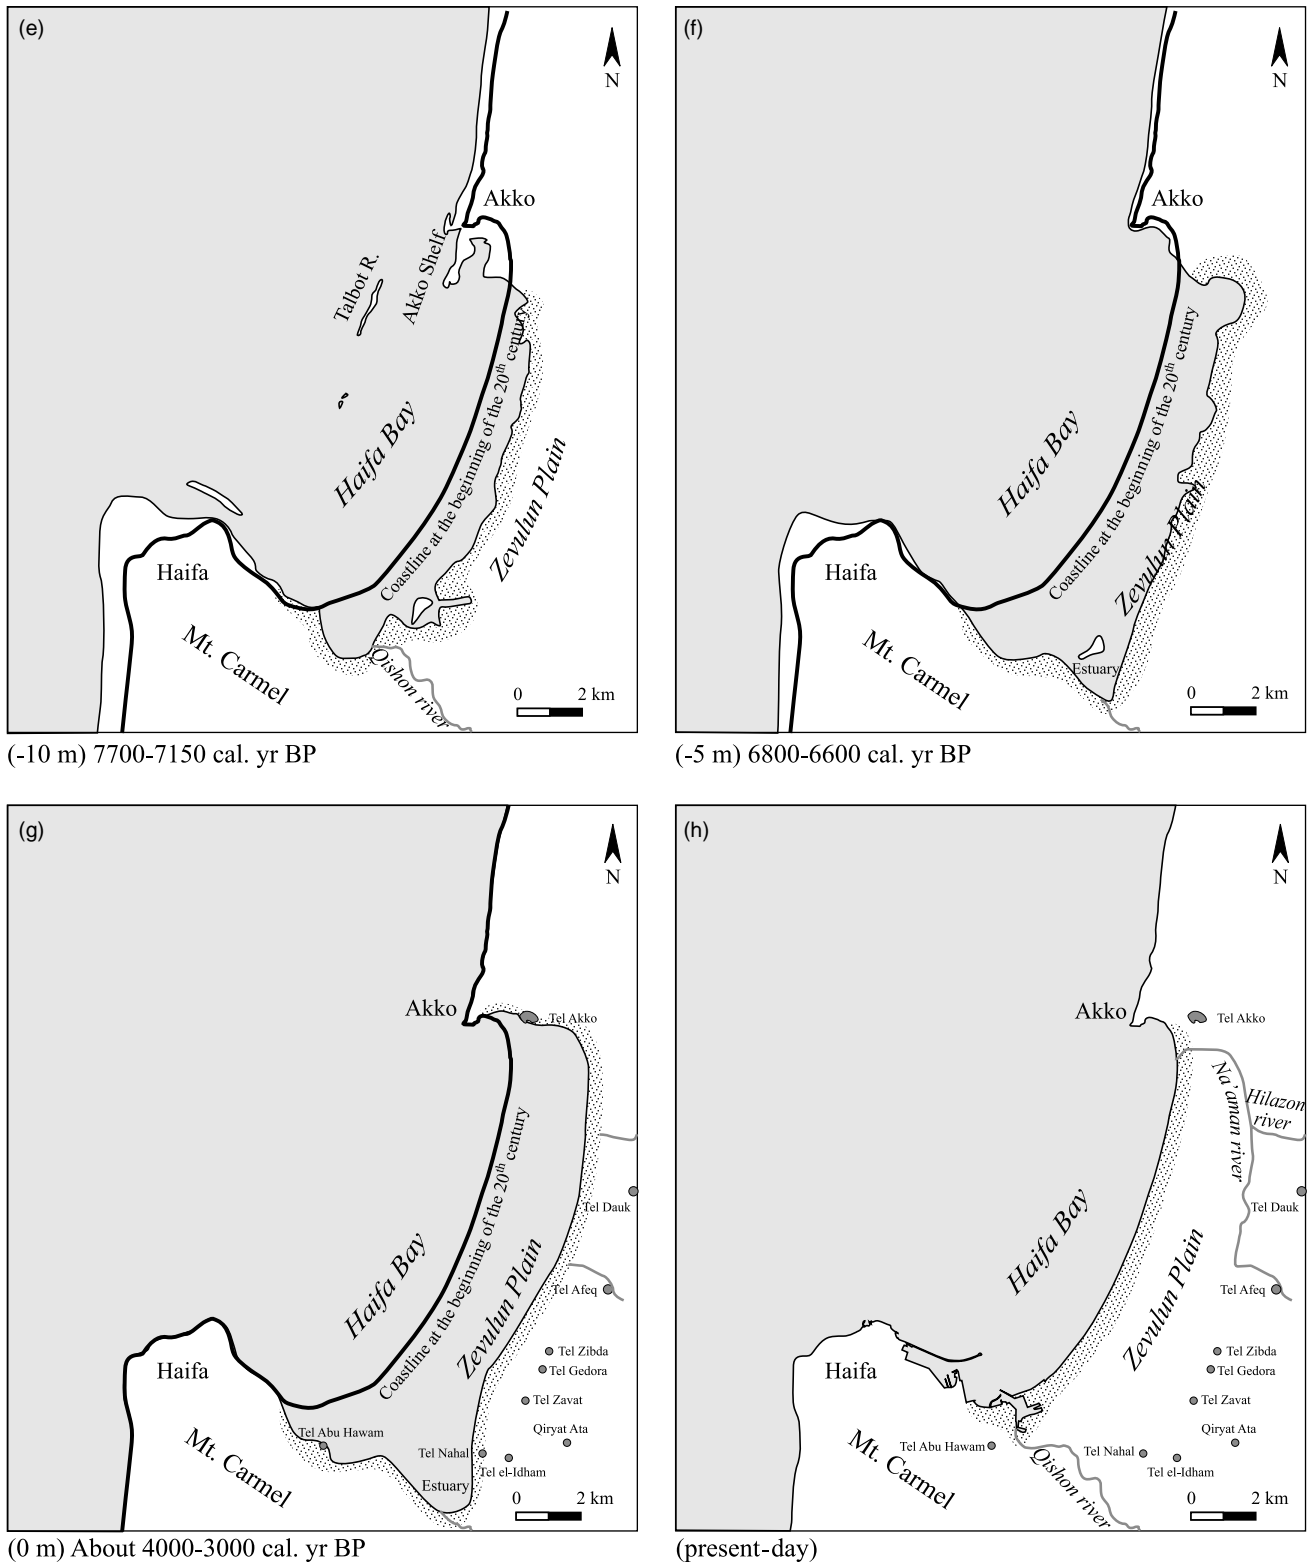 (e)
N
Akko
Akko Shelf
Talbot R.
Haifa Bay
Coastline at the beginning of the 20th century
Zevulun Plain
Haifa
Mt. Carmel
Qishon river
0 2 km
(-10 m) 7700-7150 cal. yr BP
(f)
N
Akko
Haifa Bay
Coastline at the beginning of the 20th century
Zevulun Plain
Haifa
Mt. Carmel
Estuary
0 2 km
(-5 m) 6800-6600 cal. yr BP
(g)
N
Akko
Tel Akko
Haifa Bay
Coastline at the beginning of the 20th century
Zevulun Plain
Tel Dauk
Tel Afeq
Tel Zibda
Tel Gedora
Tel Zavat
Qiryat Ata
Haifa
Mt. Carmel
Tel Abu Hawam
Tel Nahal
Tel el-Idham
Estuary
0 2 km
(0 m) About 4000-3000 cal. yr BP
(h)
N
Akko
Tel Akko
Na'aman river
Hilazon
river
Haifa Bay
Zevulun Plain
Tel Dauk
Tel Afeq
Tel Zibda
Tel Gedora
Tel Zavat
Qiryat Ata
Haifa
Mt. Carmel
Tel Abu Hawam
Tel Nahal
Tel el-Idham
Qishon river
0 2 km
(present-day)